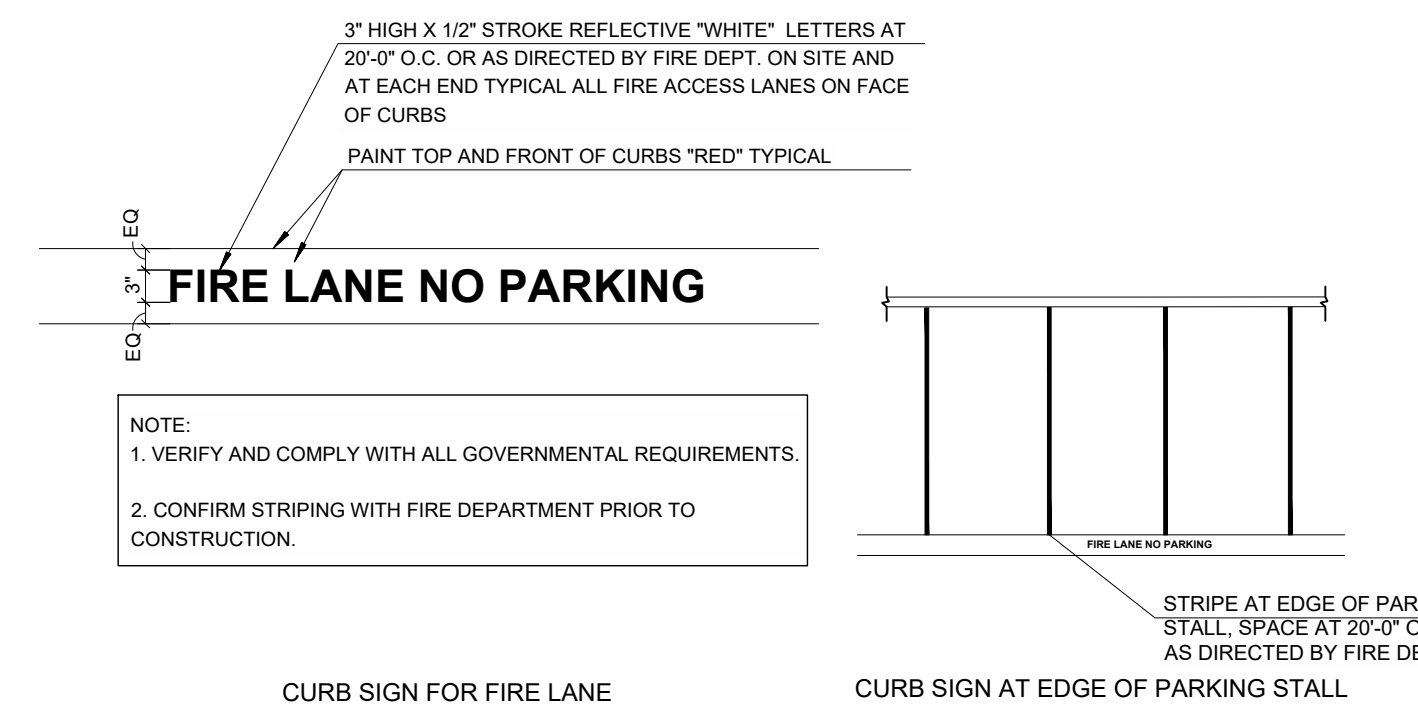 3" HIGH X 1/2" STROKE REFLECTIVE "WHITE" LETTERS AT
20'-0" O.C. OR AS DIRECTED BY FIRE DEPT. ON SITE AND
AT EACH END TYPICAL ALL FIRE ACCESS LANES ON FACE
OF CURBS
PAINT TOP AND FRONT OF CURBS "RED" TYPICAL
EQ
3"
EQ
FIRE LANE NO PARKING
NOTE:
1. VERIFY AND COMPLY WITH ALL GOVERNMENTAL REQUIREMENTS.
2. CONFIRM STRIPING WITH FIRE DEPARTMENT PRIOR TO
CONSTRUCTION.
CURB SIGN FOR FIRE LANE
FIRE LANE NO PARKING
STRIPE AT EDGE OF PAR
STALL, SPACE AT 20'-0" O
AS DIRECTED BY FIRE DE
CURB SIGN AT EDGE OF PARKING STALL